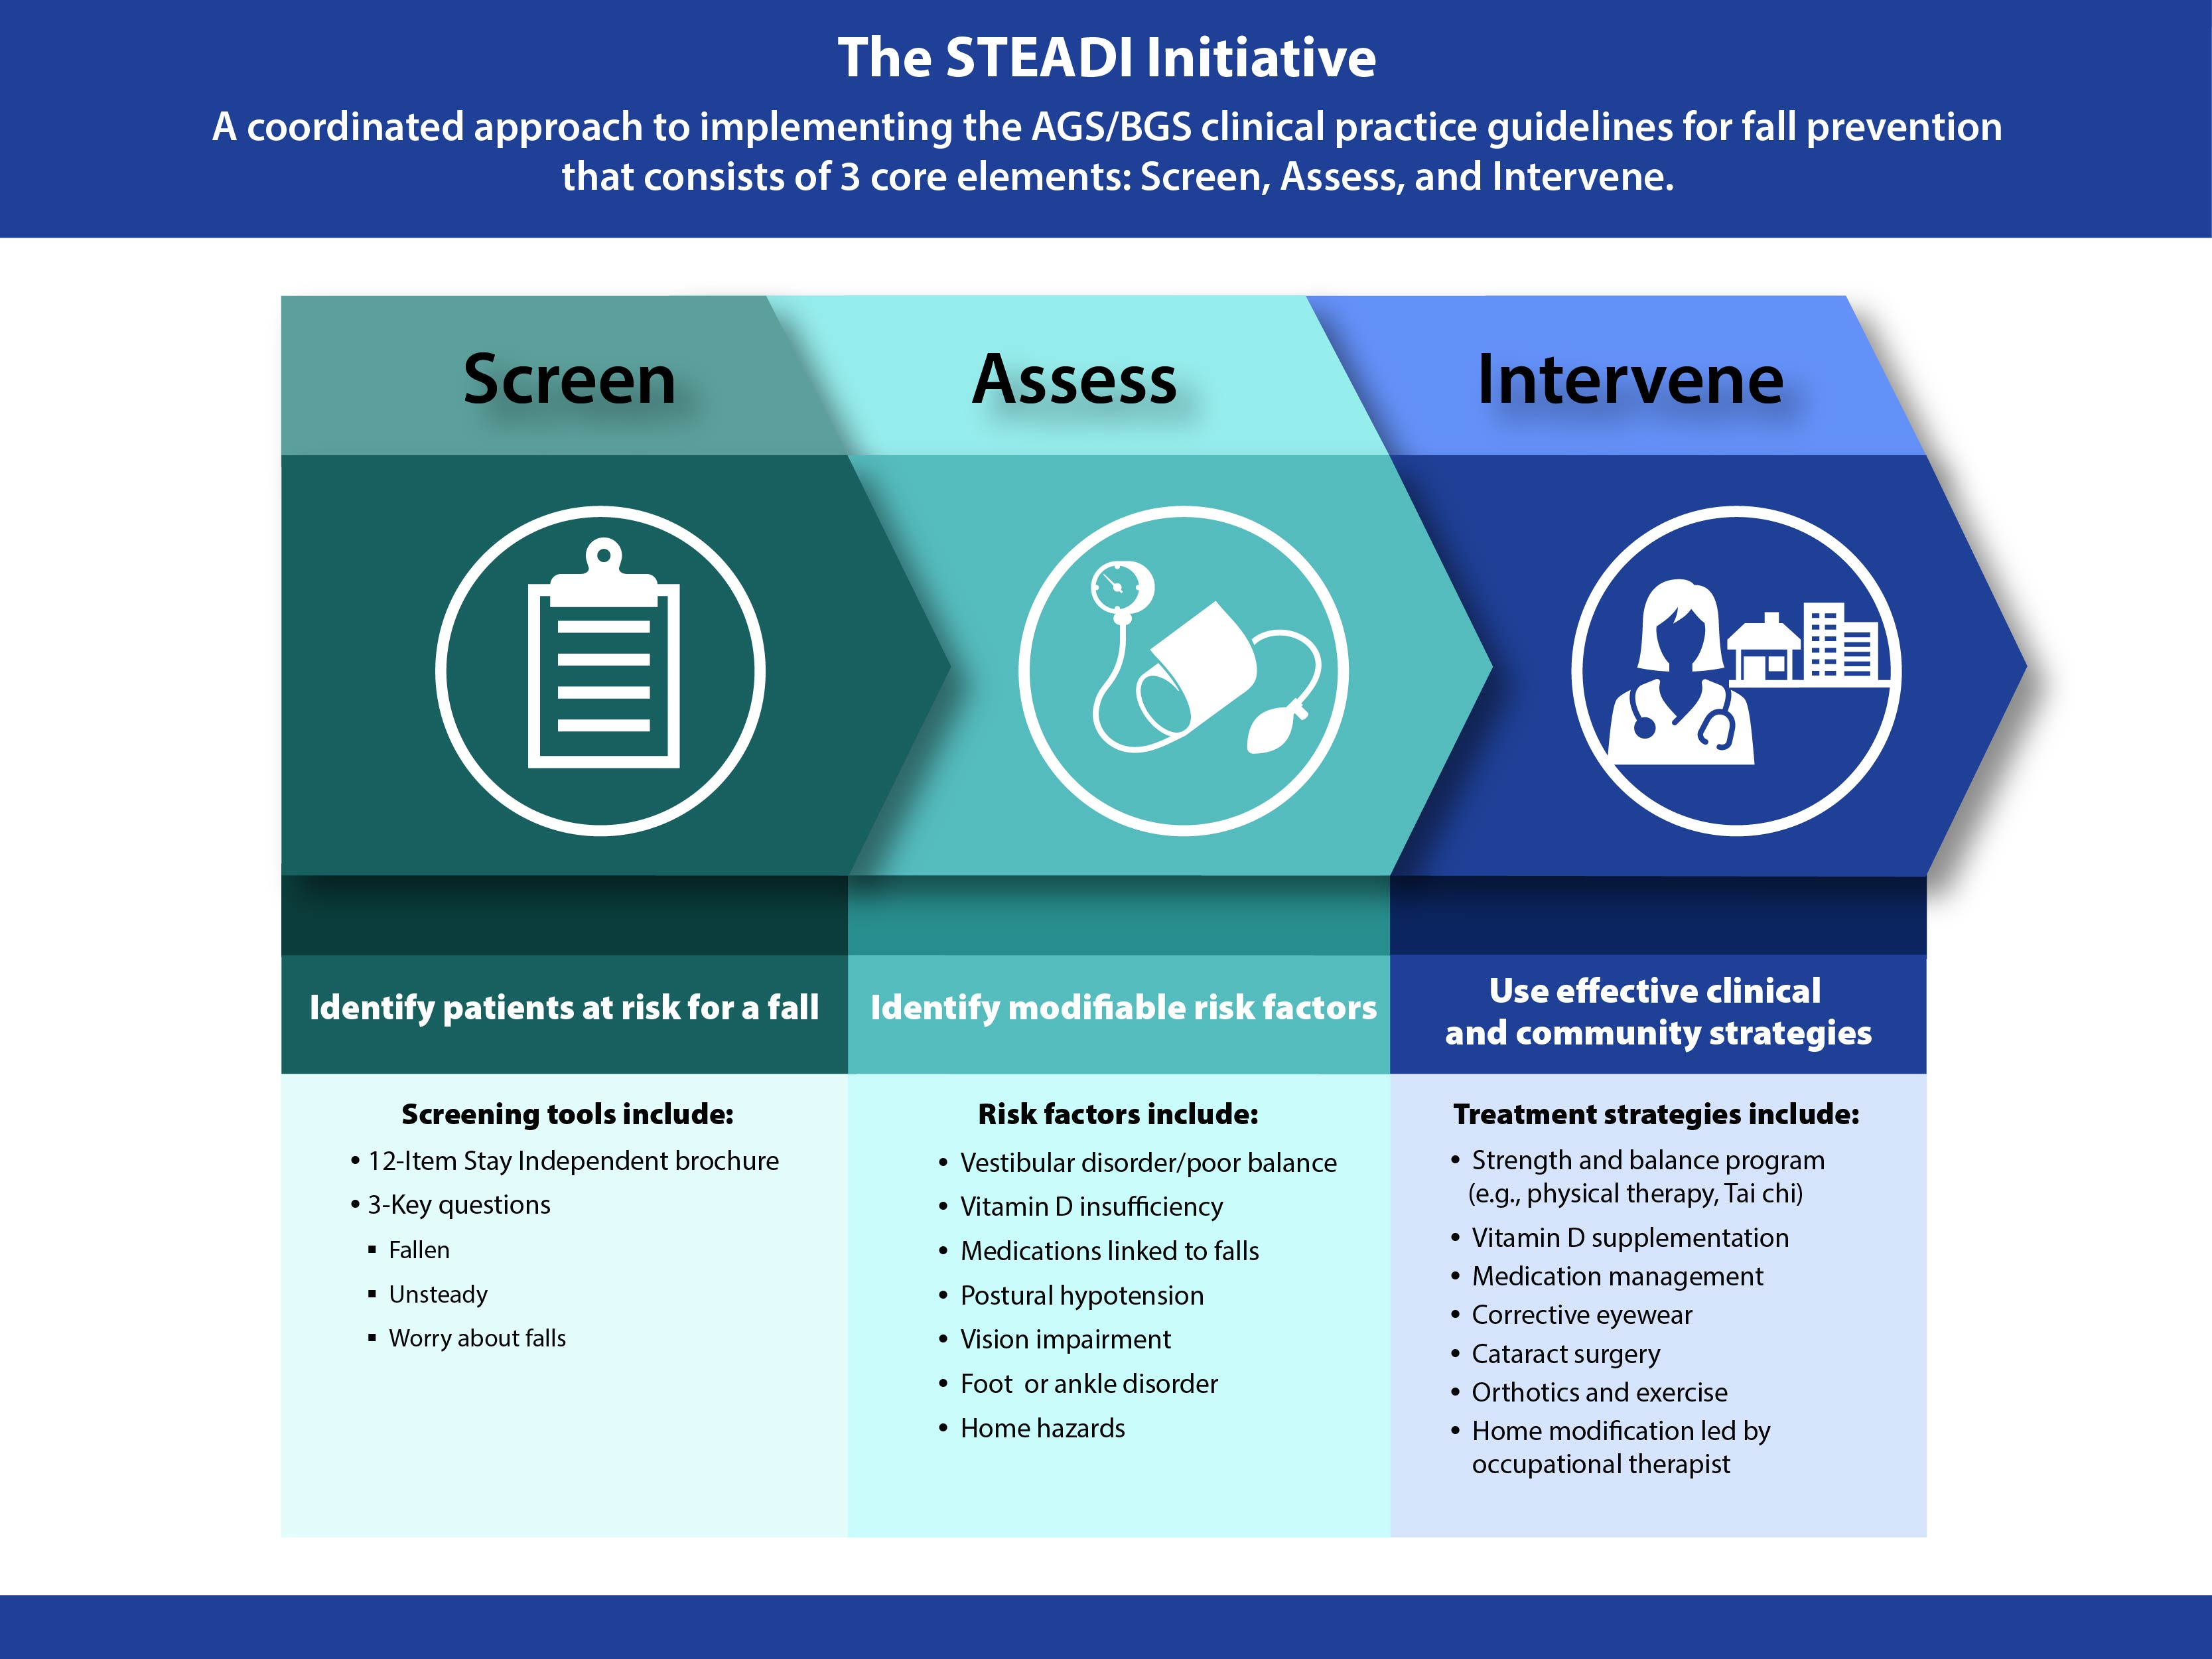 The STEADI Initiative
A coordinated approach to implementing the AGS/BGS clinical practice guidelines for fall prevention
that consists of 3 core elements: Screen, Assess, and Intervene.
Screen
Assess
Intervene
Identify patients at risk for a fall
Identify modifiable risk factors
Use effective clinical
and community strategies
Screening tools include:
• 12-Item Stay Independent brochure
• 3-Key questions
▪ Fallen
▪ Unsteady
▪ Worry about falls
Risk factors include:
• Vestibular disorder/poor balance
• Vitamin D insufficiency
• Medications linked to falls
• Postural hypotension
• Vision impairment
• Foot or ankle disorder
• Home hazards
Treatment strategies include:
• Strength and balance program
(e.g., physical therapy, Tai chi)
• Vitamin D supplementation
• Medication management
• Corrective eyewear
• Cataract surgery
• Orthotics and exercise
• Home modification led by
occupational therapist